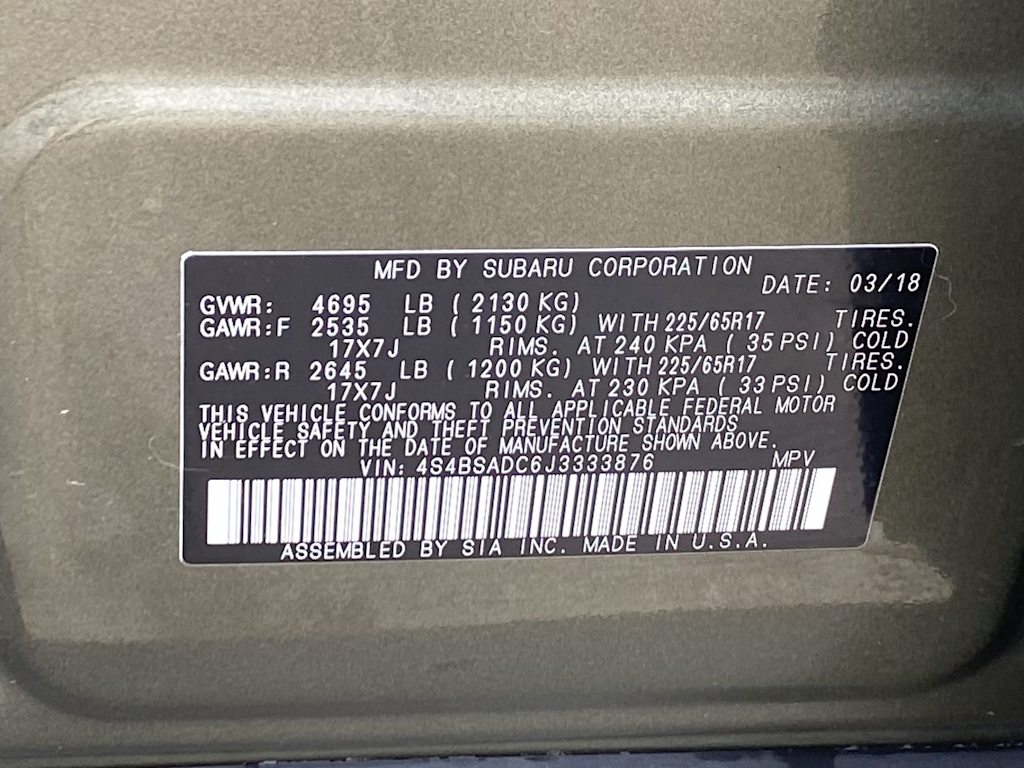 MFD BY SUBARU CORPORATION
DATE: 03/18
GVWR: 4695 LB ( 2130 KG)
GAWR:F 2535 LB ( 1150 KG) WITH 225/65R17 TIRES.
17X7J RIMS. AT 240 KPA ( 35 PSI) COLD
GAWR:R 2645 LB ( 1200 KG) WITH 225/65R17 TIRES.
17X7J RIMS. AT 230 KPA ( 33 PSI) COLD
THIS VEHICLE CONFORMS TO ALL APPLICABLE FEDERAL MOTOR
VEHICLE SAFETY AND THEFT PREVENTION STANDARDS
IN EFFECT ON THE DATE OF MANUFACTURE SHOWN ABOVE.
VIN: 4S4BSADC6J3333876 MPV
ASSEMBLED BY SIA INC. MADE IN U.S.A.